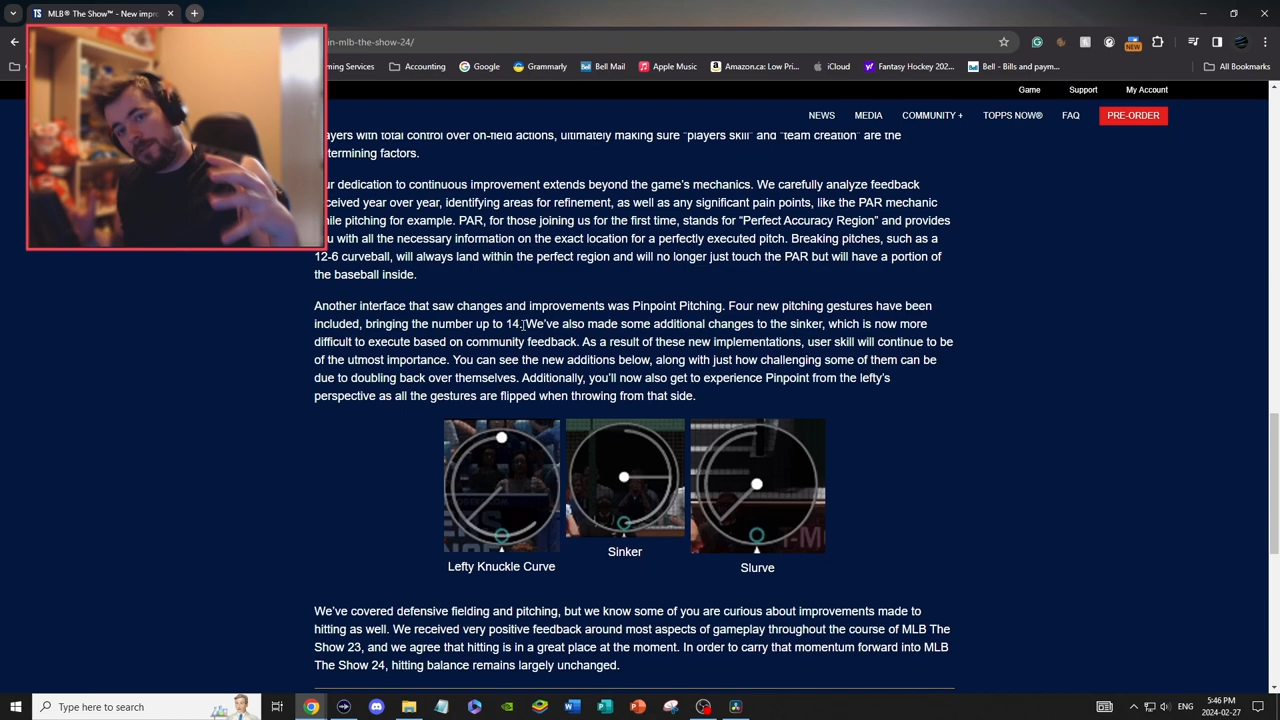 MLB® The Show™ - New impr
in-mlb-the-show-24/
ming Services
Accounting
Google
Grammarly
Bell Mail
Apple Music
Amazon.ca: Low Pri...
iCloud
Fantasy Hockey 202...
Bell - Bills and paym...
All Bookmarks
NEW
Game
Support
My Account
NEWS
MEDIA
COMMUNITY +
TOPPS NOW®
FAQ
PRE-ORDER
ayers with total control over on-field actions, ultimately making sure "players skill" and "team creation" are the
termining factors.
ur dedication to continuous improvement extends beyond the game's mechanics. We carefully analyze feedback
ceived year over year, identifying areas for refinement, as well as any significant pain points, like the PAR mechanic
hile pitching for example. PAR, for those joining us for the first time, stands for "Perfect Accuracy Region" and provides
u with all the necessary information on the exact location for a perfectly executed pitch. Breaking pitches, such as a
12-6 curveball, will always land within the perfect region and will no longer just touch the PAR but will have a portion of
the baseball inside.
Another interface that saw changes and improvements was Pinpoint Pitching. Four new pitching gestures have been
included, bringing the number up to 14. We've also made some additional changes to the sinker, which is now more
difficult to execute based on community feedback. As a result of these new implementations, user skill will continue to be
of the utmost importance. You can see the new additions below, along with just how challenging some of them can be
due to doubling back over themselves. Additionally, you'll now also get to experience Pinpoint from the lefty's
perspective as all the gestures are flipped when throwing from that side.
Lefty Knuckle Curve
Sinker
Slurve
We've covered defensive fielding and pitching, but we know some of you are curious about improvements made to
hitting as well. We received very positive feedback around most aspects of gameplay throughout the course of MLB The
Show 23, and we agree that hitting is in a great place at the moment. In order to carry that momentum forward into MLB
The Show 24, hitting balance remains largely unchanged.
Type here to search
ENG
5:46 PM
2024-02-27